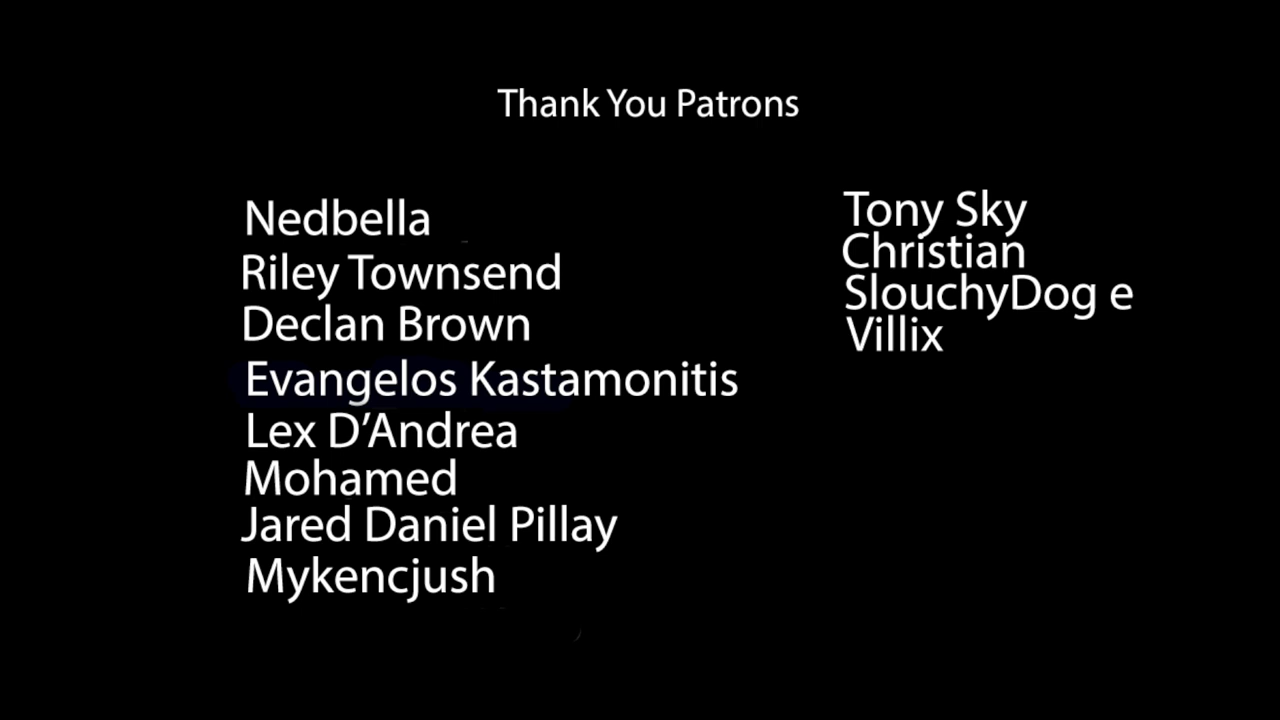 Thank You Patrons
Nedbella
Riley Townsend
Declan Brown
Evangelos Kastamonitis
Lex D’Andrea
Mohamed
Jared Daniel Pillay
Mykencjush
Tony Sky
Christian
SlouchyDog e
Villix